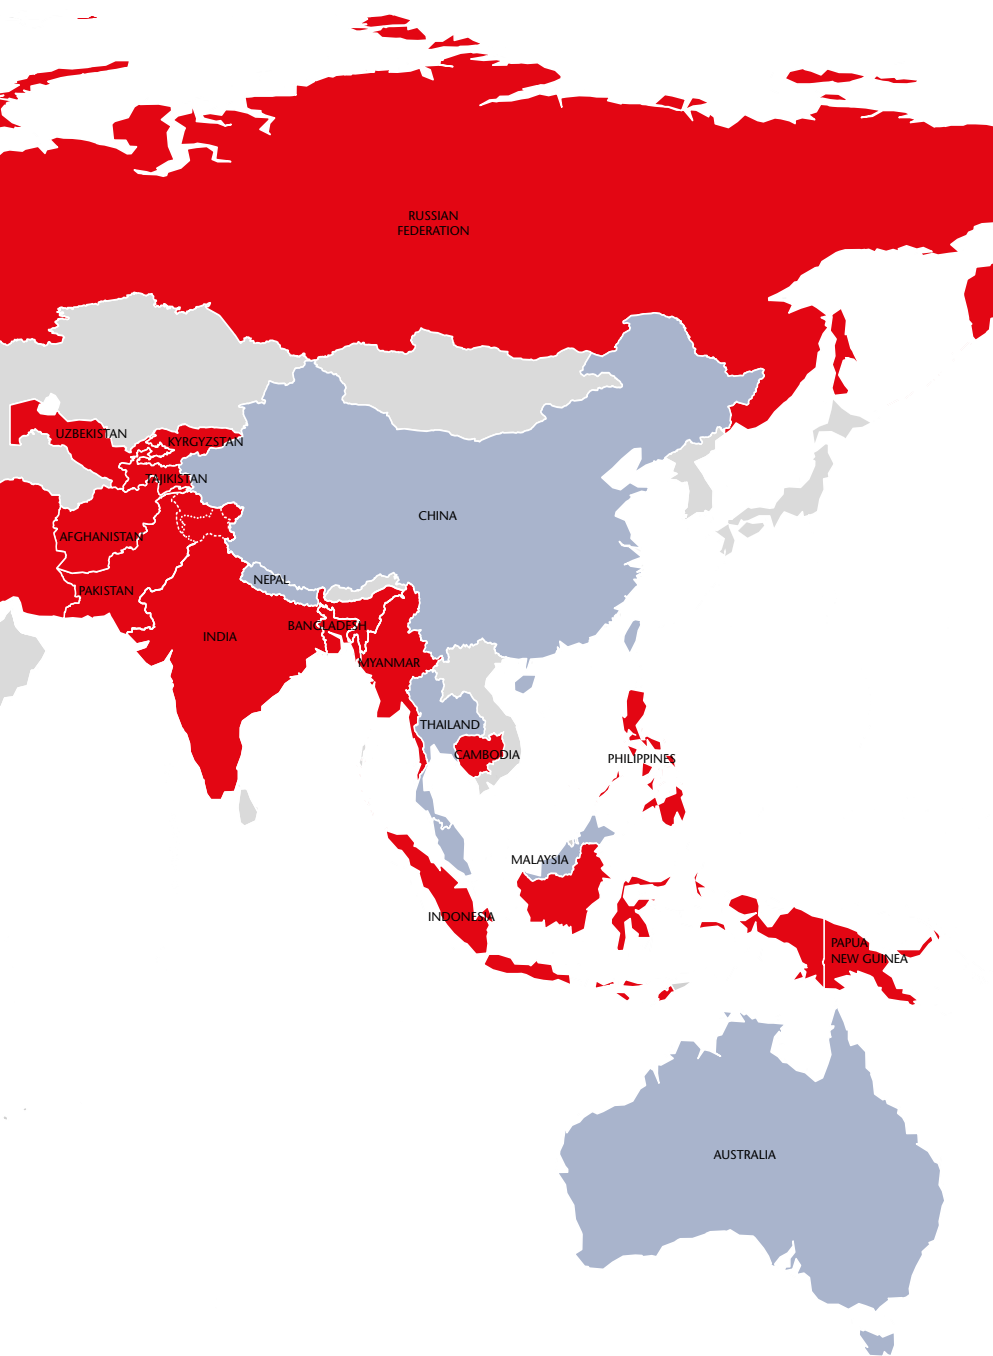 RUSSIAN
FEDERATION
UZBEKISTAN
KYRGYZSTAN
TAJIKISTAN
CHINA
AFGHANISTAN
NEPAL
PAKISTAN
BANGLADESH
INDIA
MYANMAR
THAILAND
CAMBODIA
PHILIPPINES
MALAYSIA
INDONESIA
PAPUA
NEW GUINEA
AUSTRALIA